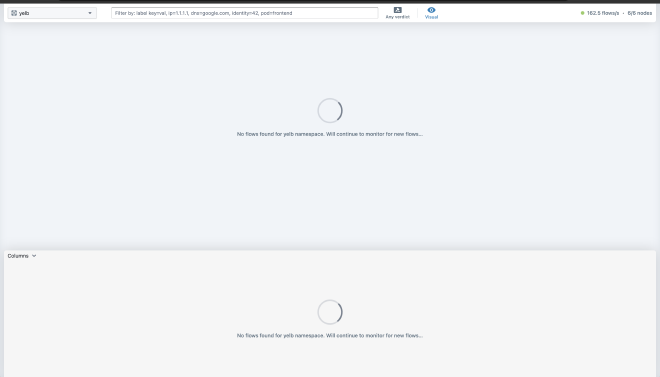 yelb
Filter by: label key=val, ip=1.1.1.1, dns=google.com, identity=42, pod=frontend
Any verdict
Visual
162.5 flows/s · 6/6 nodes
No flows found for yelb namespace. Will continue to monitor for new flows...
Columns
No flows found for yelb namespace. Will continue to monitor for new flows...